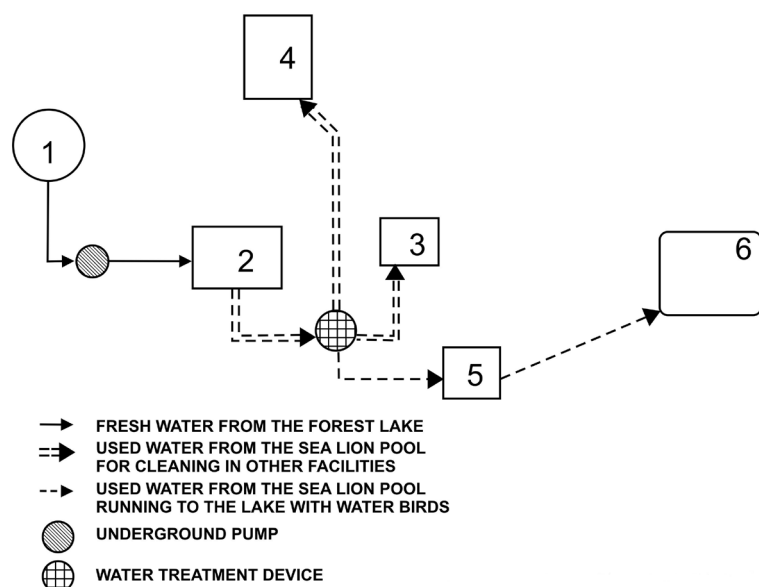 4
1
2
3
6
5
FRESH WATER FROM THE FOREST LAKE
USED WATER FROM THE SEA LION POOL
FOR CLEANING IN OTHER FACILITIES
USED WATER FROM THE SEA LION POOL
RUNNING TO THE LAKE WITH WATER BIRDS
UNDERGROUND PUMP
WATER TREATMENT DEVICE